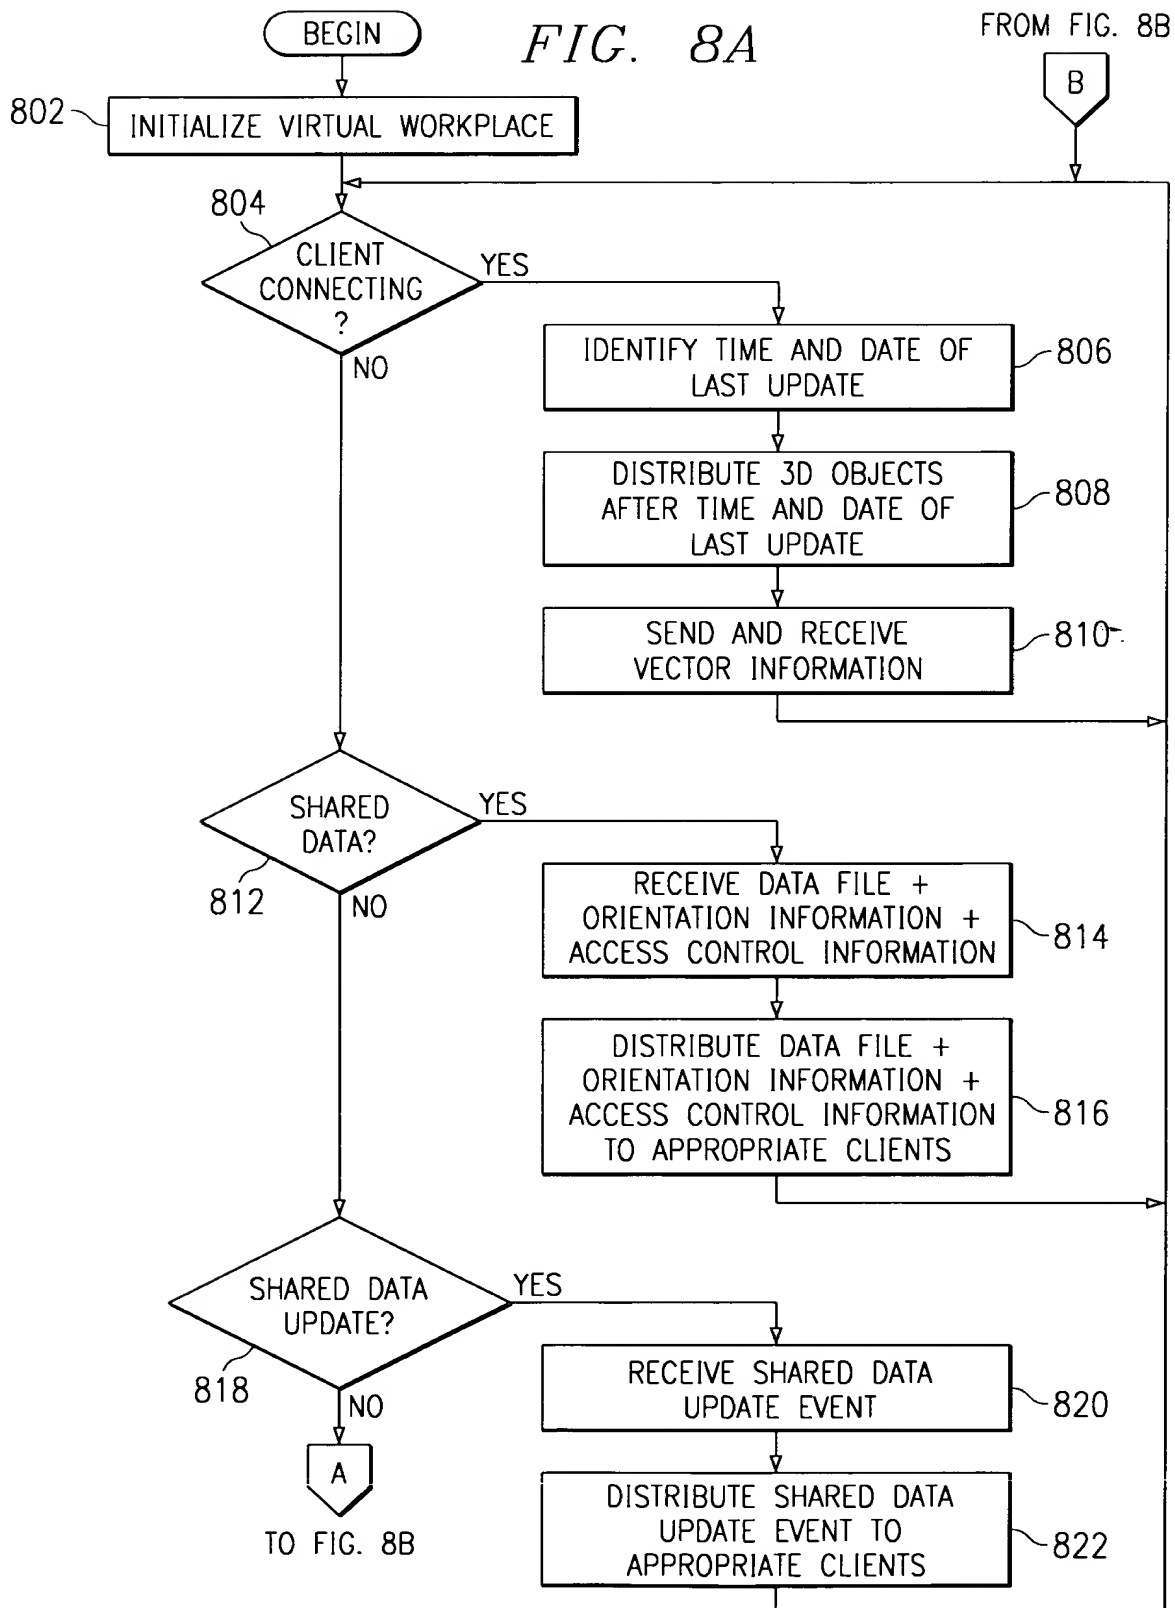 BEGIN
FIG. 8A
FROM FIG. 8B
B
802
INITIALIZE VIRTUAL WORKPLACE
804
CLIENT
CONNECTING
?
YES
NO
IDENTIFY TIME AND DATE OF
LAST UPDATE
806
DISTRIBUTE 3D OBJECTS
AFTER TIME AND DATE OF
LAST UPDATE
808
SEND AND RECEIVE
VECTOR INFORMATION
810
SHARED
DATA?
YES
812
NO
RECEIVE DATA FILE +
ORIENTATION INFORMATION +
ACCESS CONTROL INFORMATION
814
DISTRIBUTE DATA FILE +
ORIENTATION INFORMATION +
ACCESS CONTROL INFORMATION
TO APPROPRIATE CLIENTS
816
SHARED DATA
UPDATE?
YES
818
NO
RECEIVE SHARED DATA
UPDATE EVENT
820
A
TO FIG. 8B
DISTRIBUTE SHARED DATA
UPDATE EVENT TO
APPROPRIATE CLIENTS
822